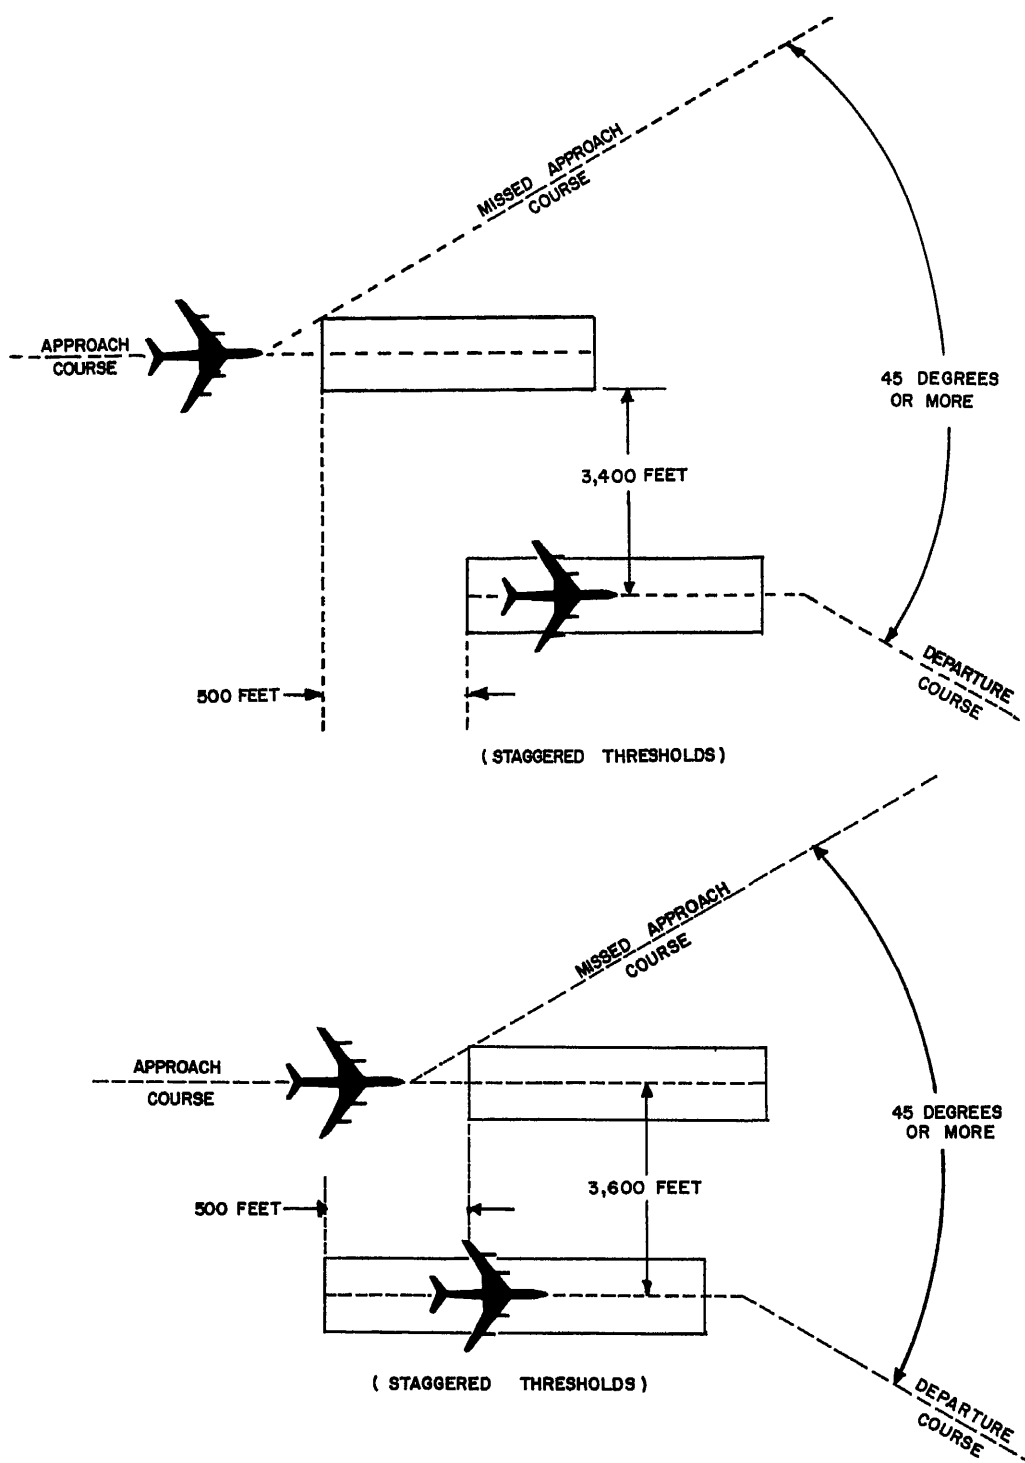 MISSED APPROACH
COURSE
APPROACH
COURSE
45 DEGREES
OR MORE
3,400 FEET
500 FEET
DEPARTURE
COURSE
(STAGGERED THRESHOLDS)
MISSED APPROACH
COURSE
APPROACH
COURSE
45 DEGREES
OR MORE
3,600 FEET
500 FEET
DEPARTURE
COURSE
( STAGGERED THRESHOLDS)